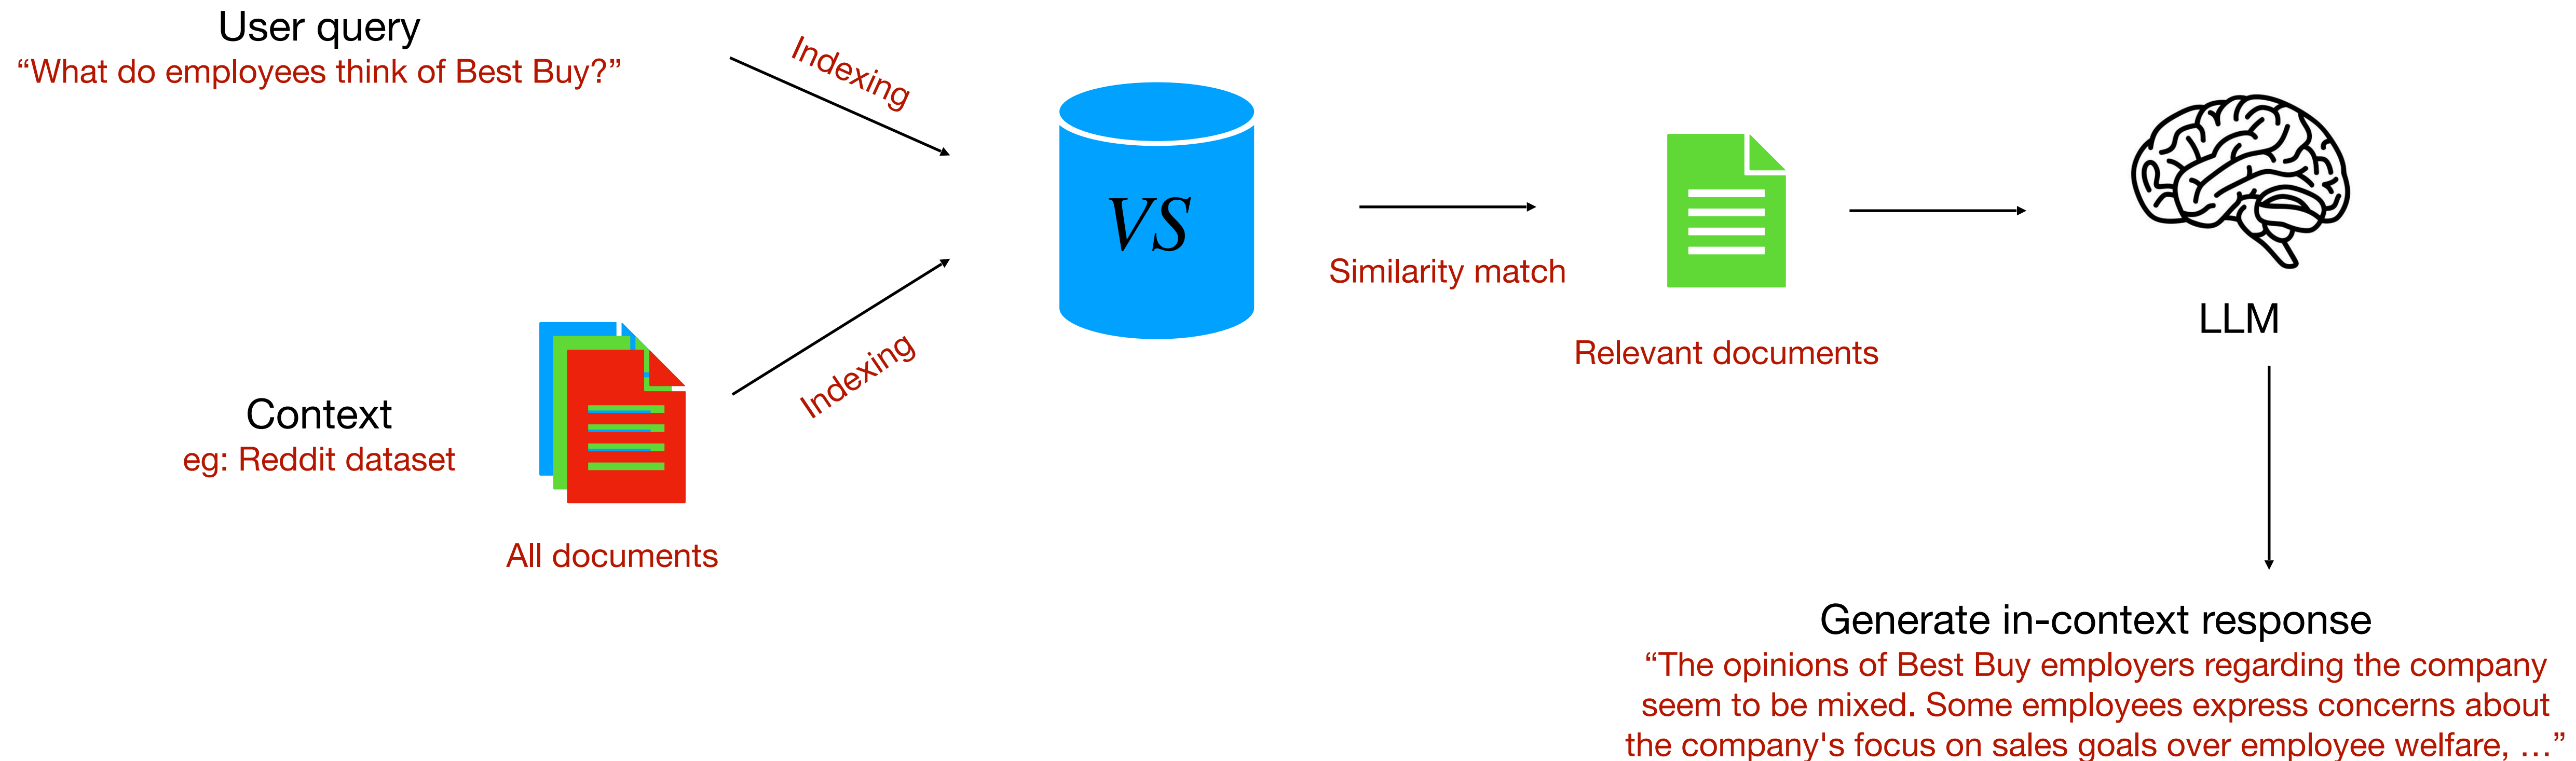 User query
“What do employees think of Best Buy?”
Indexing
VS
Similarity match
Relevant documents
LLM
Context
eg: Reddit dataset
Indexing
All documents
Generate in-context response
“The opinions of Best Buy employers regarding the company
seem to be mixed. Some employees express concerns about
the company's focus on sales goals over employee welfare, …”